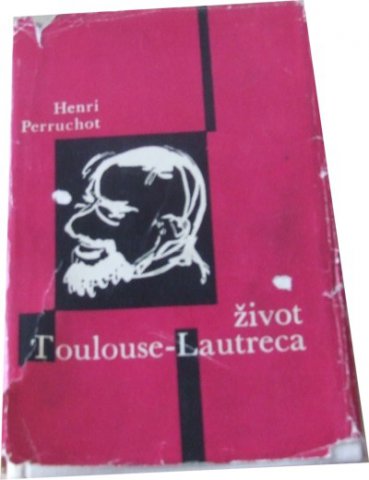 Henri
Perruchot
život
Toulouse-Lautreca